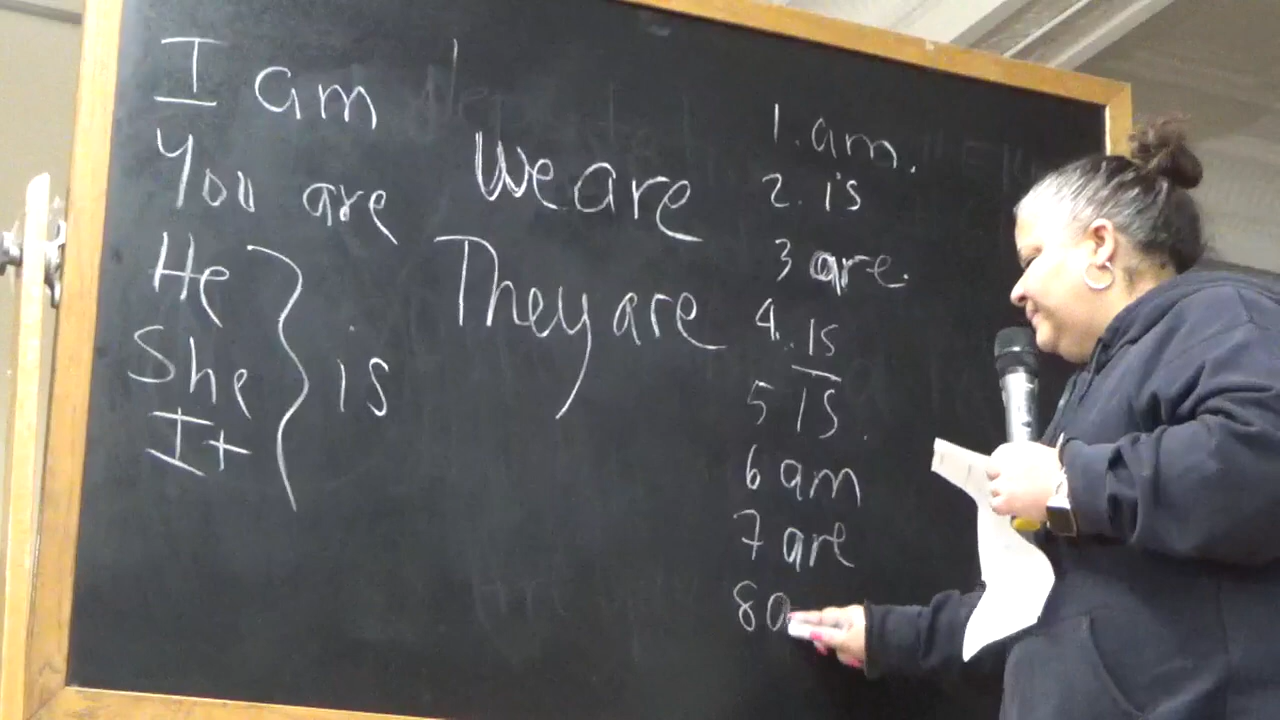 I am
You are
He
She
It
is
We are
They are
1. am.
2. is
3 are.
4. is
5 is.
6 am
7 are
8 a